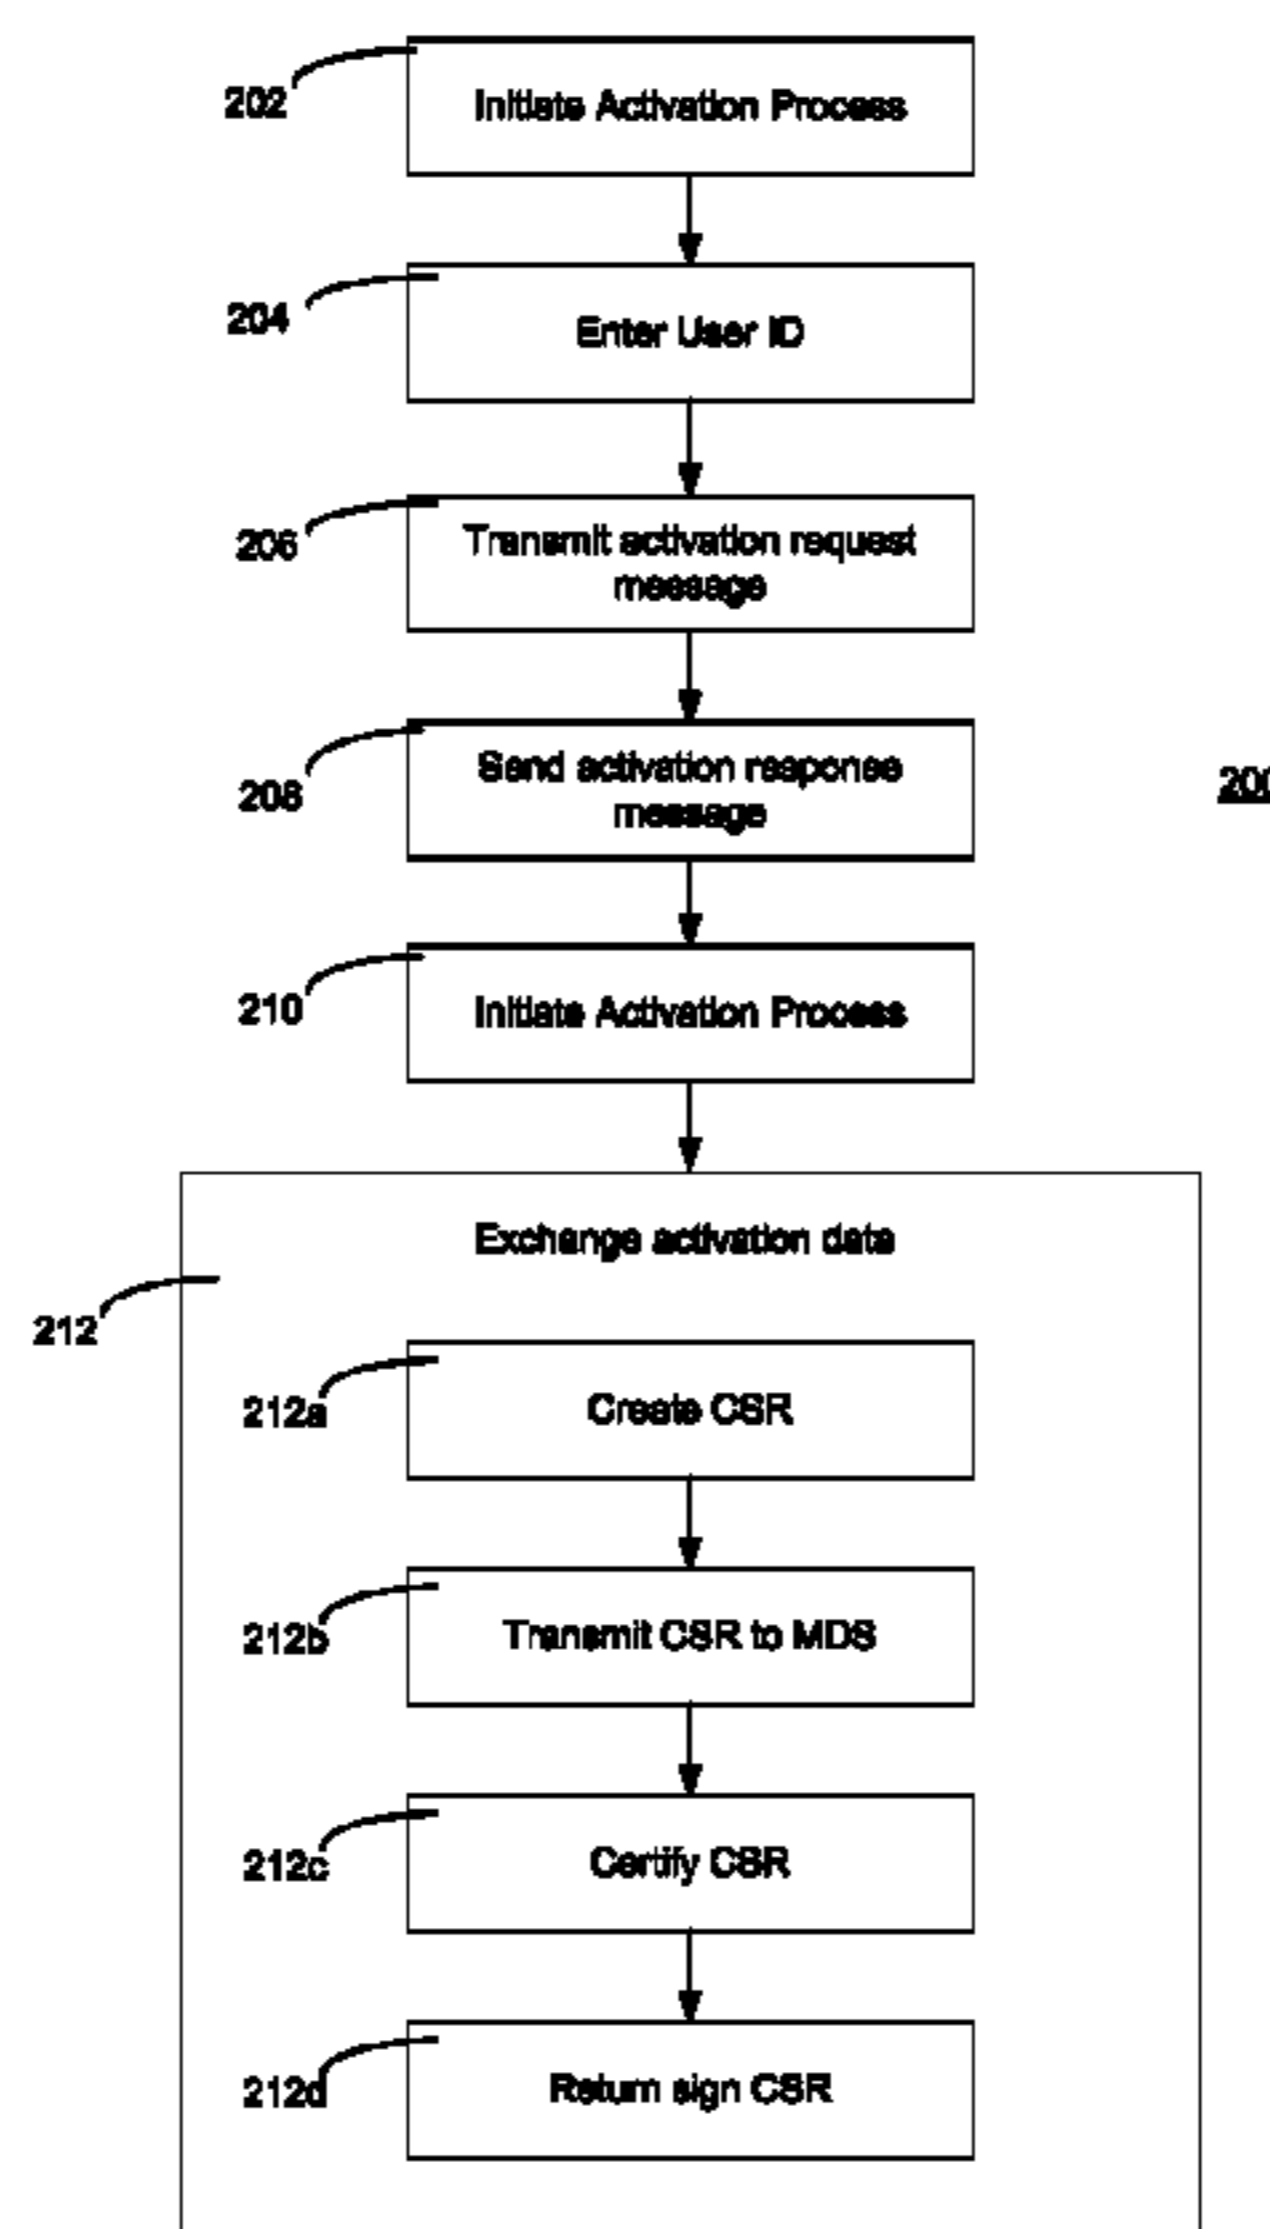 202
Initiate Activation Process
204
Enter User ID
206
Transmit activation request
message
208
Send activation response
message
200
210
Initiate Activation Process
Exchange activation data
212
212a
Create CSR
212b
Transmit CSR to MDS
212c
Certify CSR
212d
Return sign CSR